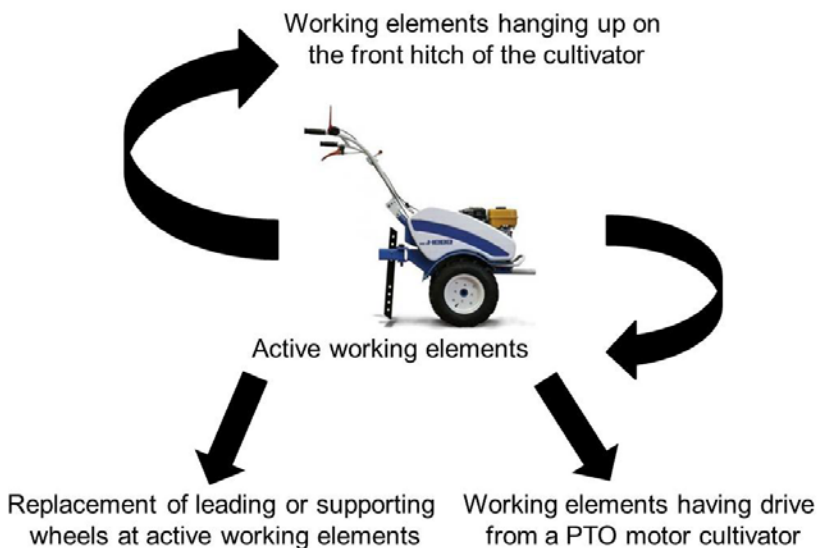 Working elements hanging up on
the front hitch of the cultivator
Active working elements
Replacement of leading or supporting
wheels at active working elements
Working elements having drive
from a PTO motor cultivator